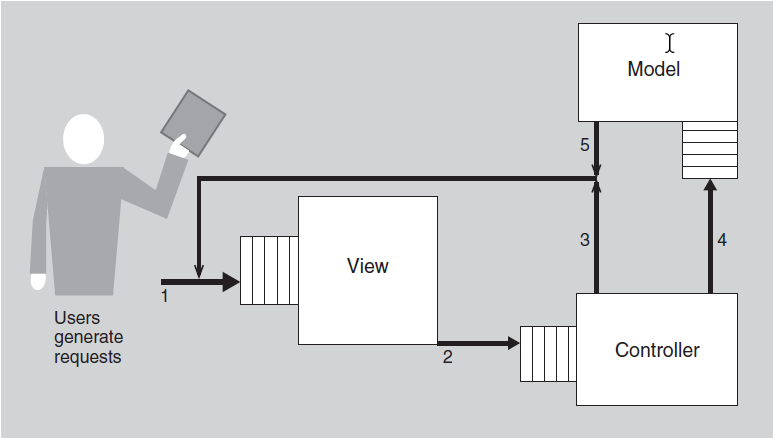 Model
5
View
3
4
1
Users
generate
requests
2
Controller